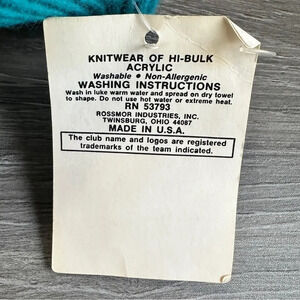 KNITWEAR OF HI-BULK
ACRYLIC
Washable • Non-Allergenic
WASHING INSTRUCTIONS
Wash in luke warm water and spread on dry towel
to shape. Do not use hot water or extreme heat.
RN 53793
ROSSMOR INDUSTRIES, INC.
TWINSBURG, OHIO 44087
MADE IN U.S.A.
The club name and logos are registered
trademarks of the team indicated.